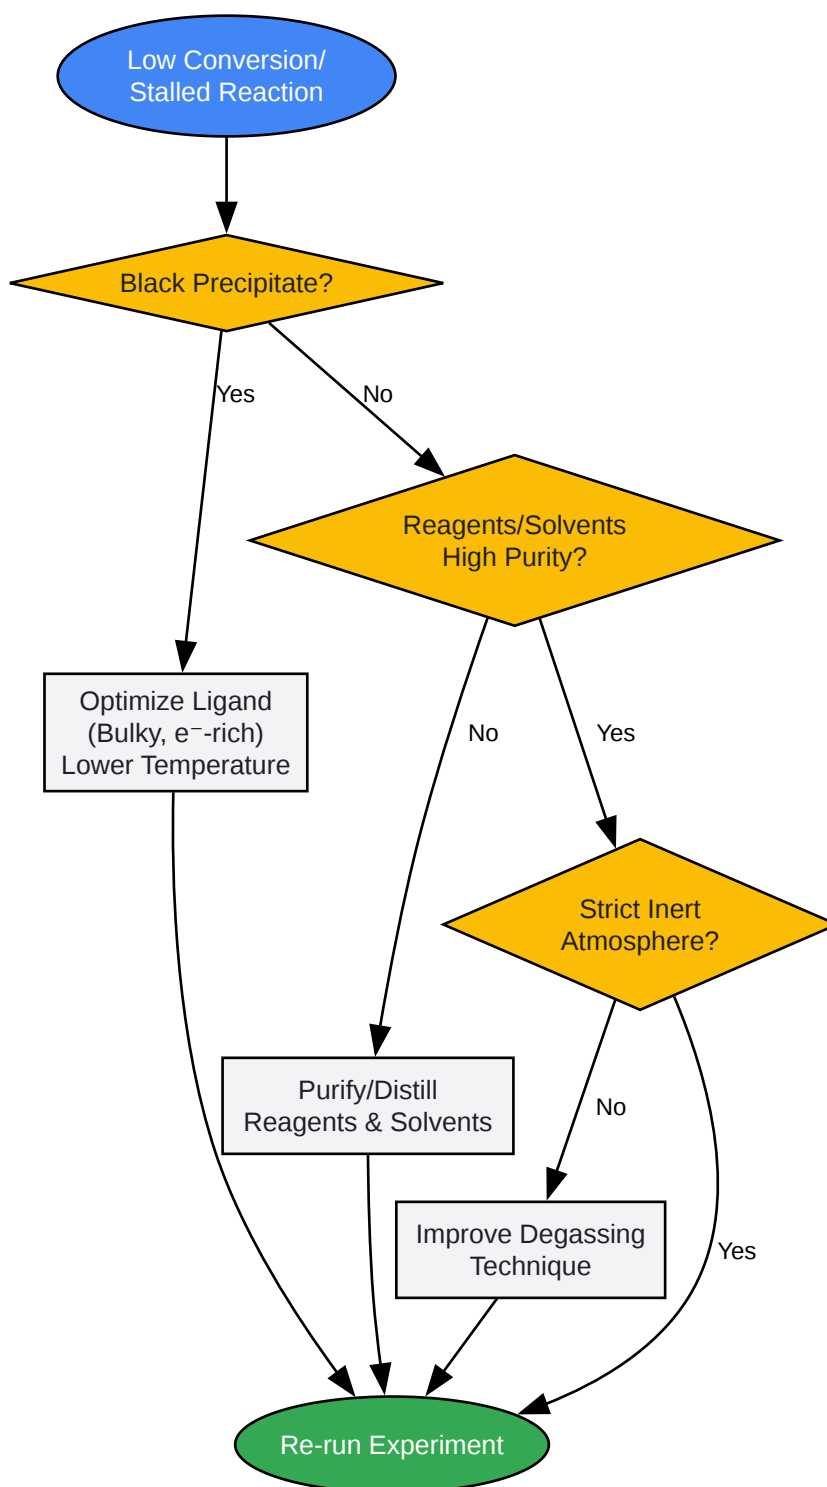 Low Conversion/
Stalled Reaction
Black Precipitate?
Yes
No
Reagents/Solvents
High Purity?
Optimize Ligand
(Bulky, e⁻-rich)
Lower Temperature
No
Yes
Strict Inert
Atmosphere?
Purify/Distill
Reagents & Solvents
No
Improve Degassing
Technique
Yes
Re-run Experiment